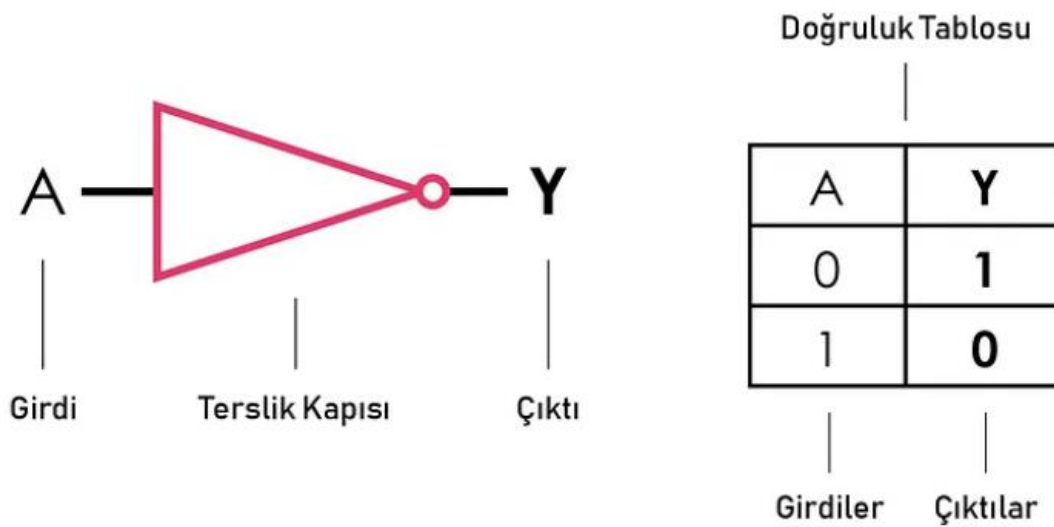 A
Y
Girdi
Terslik Kapısı
Çıktı
Doğruluk Tablosu
A Y
0 1
1 0
Girdiler Çıktılar